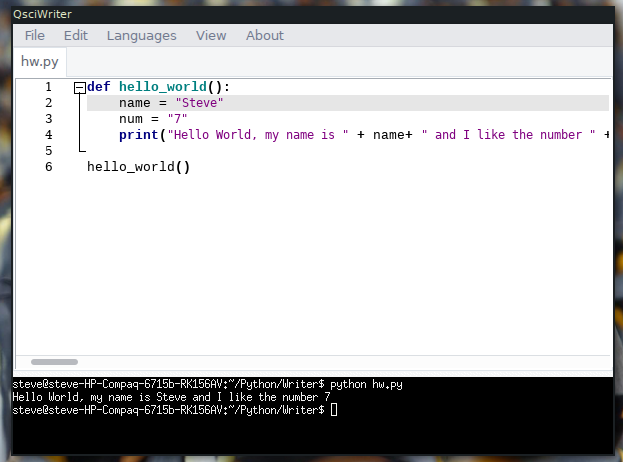 QsciWriter
File Edit Languages View About
hw.py
1 def hello_world():
2 name = "Steve"
3 num = "7"
4 print("Hello World, my name is " + name+ " and I like the number " +
5
6 hello_world()
steve@steve-HP-Compaq-6715b-RK156AV:~/Python/Writer$ python hw.py
Hello World, my name is Steve and I like the number 7
steve@steve-HP-Compaq-6715b-RK156AV:~/Python/Writer$